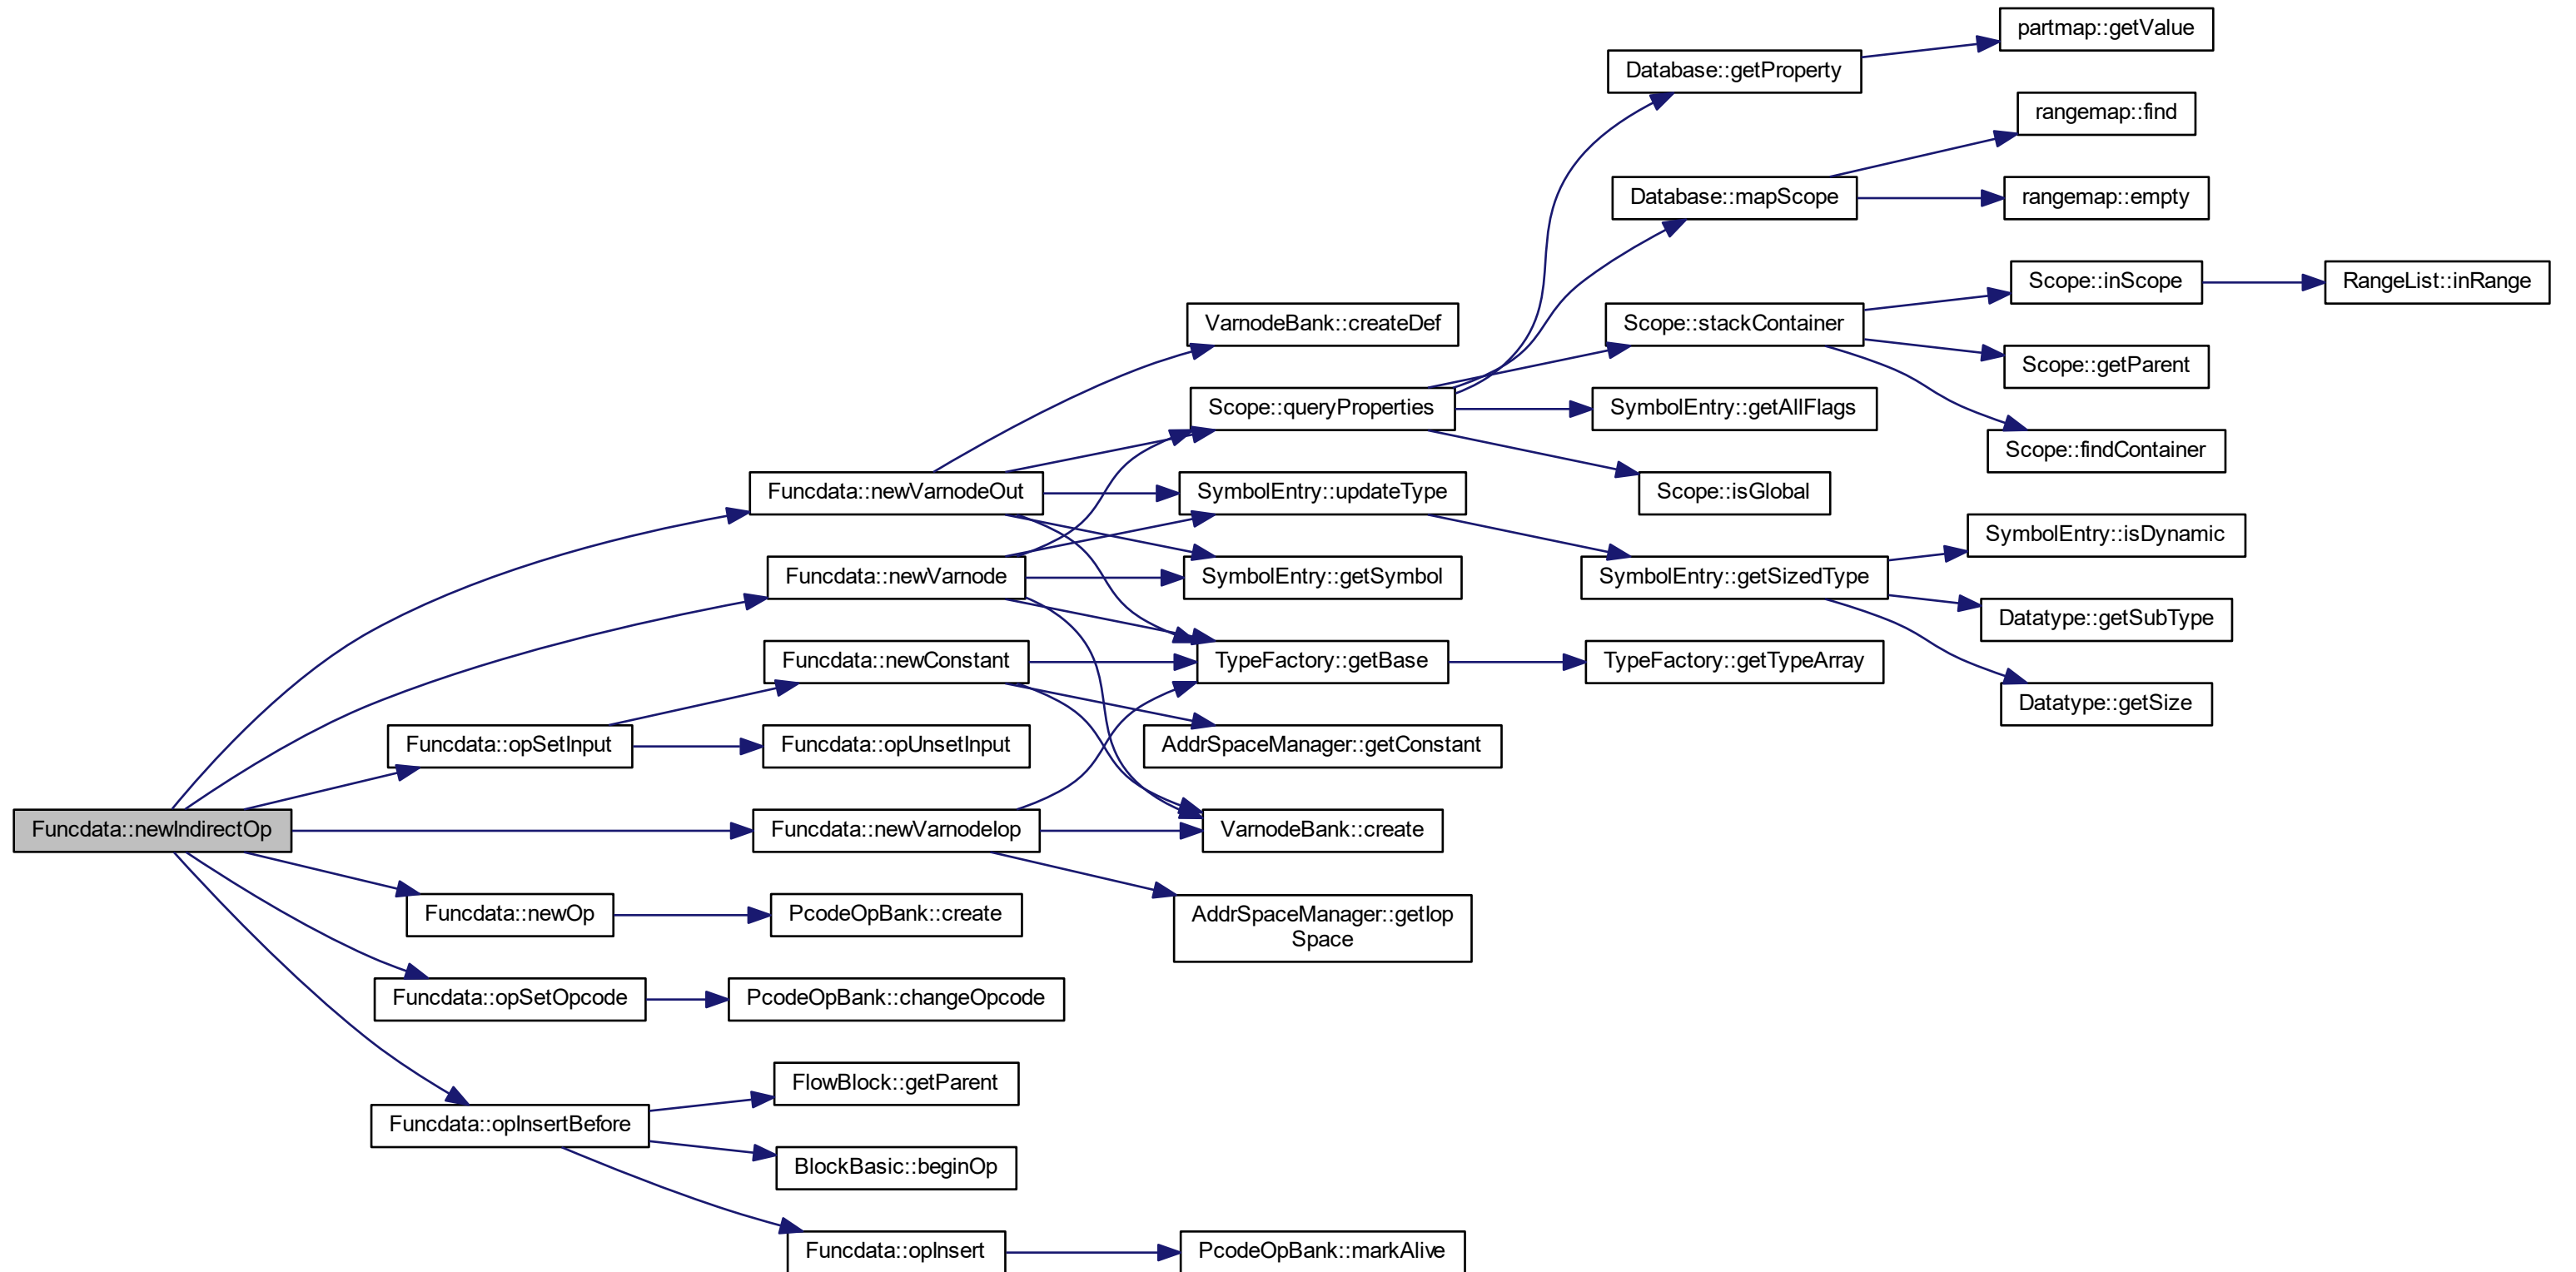 partmap::getValue
Database::getProperty
rangemap::find
Database::mapScope
rangemap::empty
Scope::inScope
RangeList::inRange
VarnodeBank::createDef
Scope::stackContainer
Scope::getParent
Scope::queryProperties
SymbolEntry::getAllFlags
Scope::findContainer
Funcdata::newVarnodeOut
SymbolEntry::updateType
Scope::isGlobal
SymbolEntry::isDynamic
Funcdata::newVarnode
SymbolEntry::getSymbol
SymbolEntry::getSizedType
Datatype::getSubType
Funcdata::newConstant
TypeFactory::getBase
TypeFactory::getTypeArray
Datatype::getSize
Funcdata::opSetInput
Funcdata::opUnsetInput
AddrSpaceManager::getConstant
Funcdata::newIndirectOp
Funcdata::newVarnodeIop
VarnodeBank::create
Funcdata::newOp
PcodeOpBank::create
AddrSpaceManager::getIop
Space
Funcdata::opSetOpcode
PcodeOpBank::changeOpcode
FlowBlock::getParent
Funcdata::opInsertBefore
BlockBasic::beginOp
Funcdata::opInsert
PcodeOpBank::markAlive